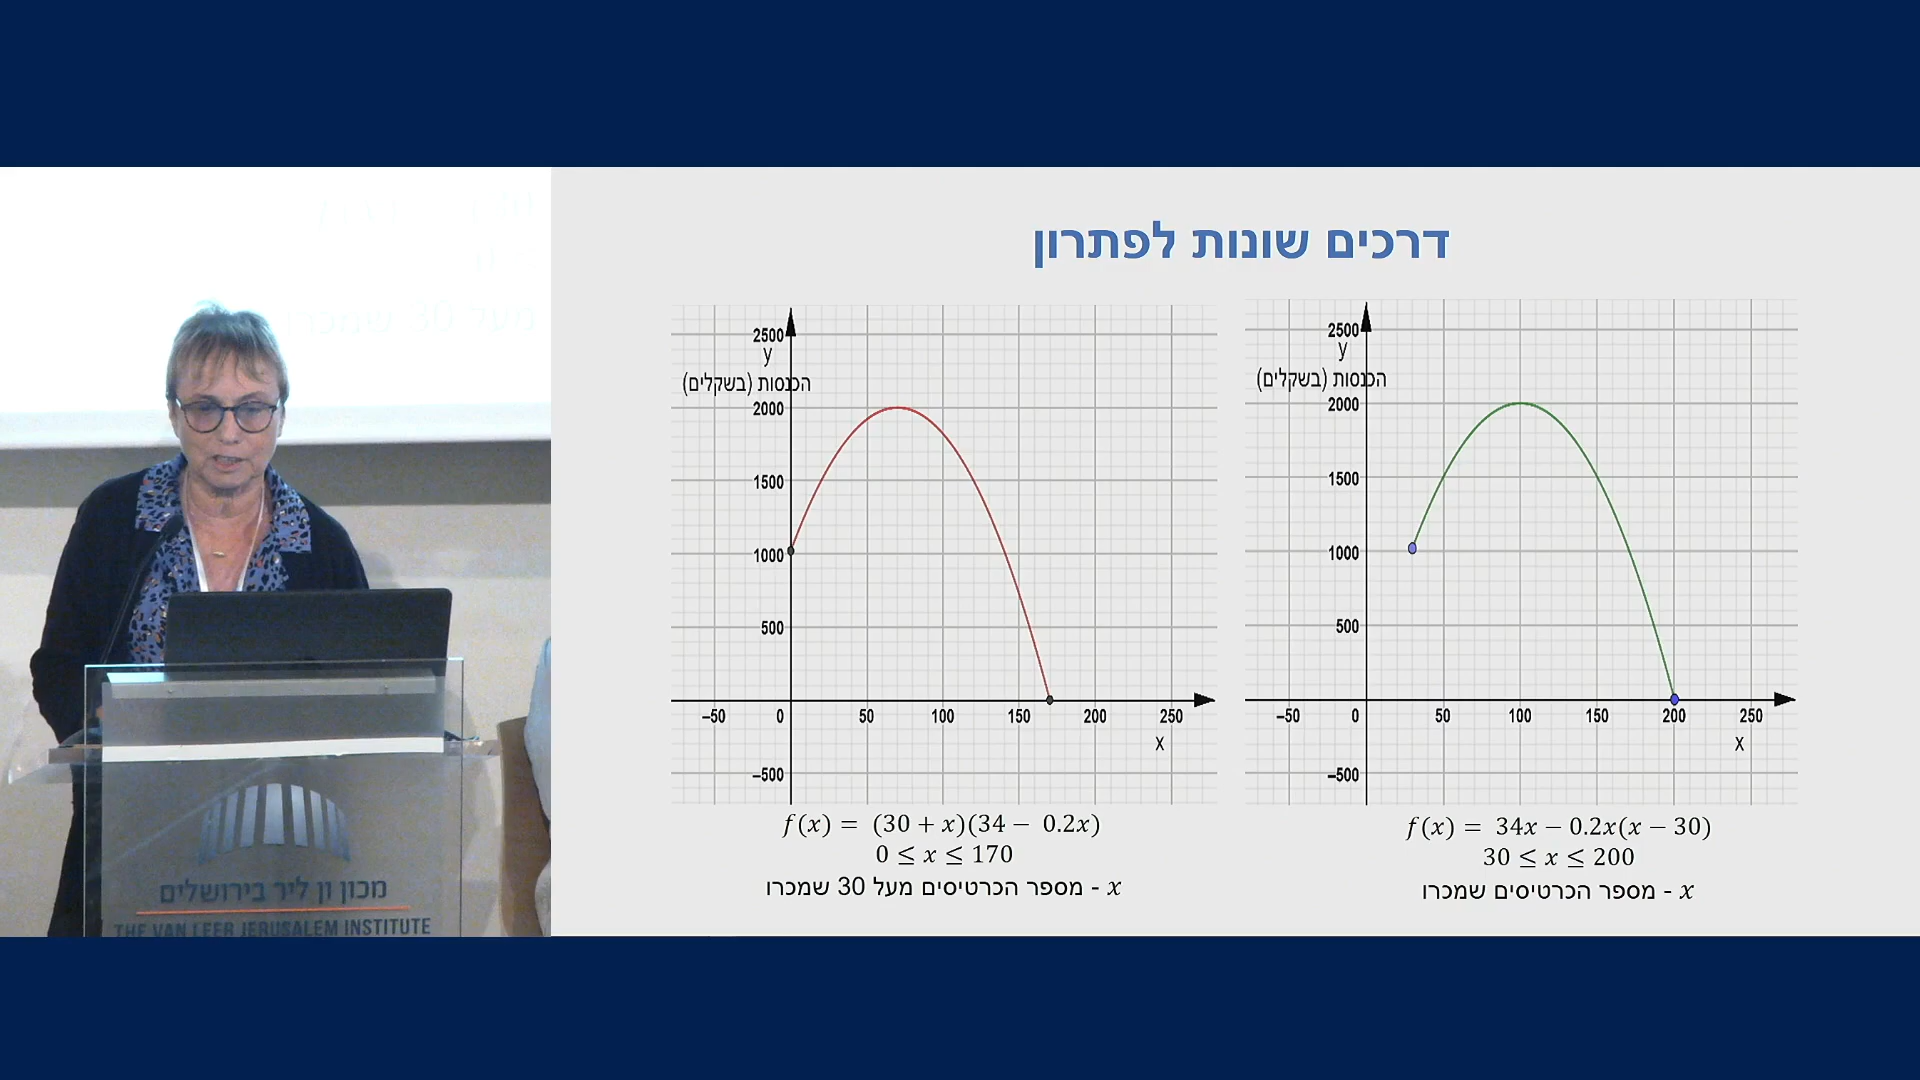 דרכים שונות לפתרון
2500
y
הכנסות (בשקלים)
2000
1500
1000
500
–50 0 50 100 150 200 250
x
–500
f(x) = 34x − 0.2x(x − 30)
30 ≤ x ≤ 200
x - מספר הכרטיסים שמכרו
2500
y
הכנסות (בשקלים)
2000
1500
1000
500
–50 0 50 100 150 200 250
x
–500
f(x) = (30 + x)(34 − 0.2x)
0 ≤ x ≤ 170
x - מספר הכרטיסים מעל 30 שמכרו
מעל 30 שמכרו
מכון ון ליר בירושלים
THE VAN LEER JERUSALEM INSTITUTE